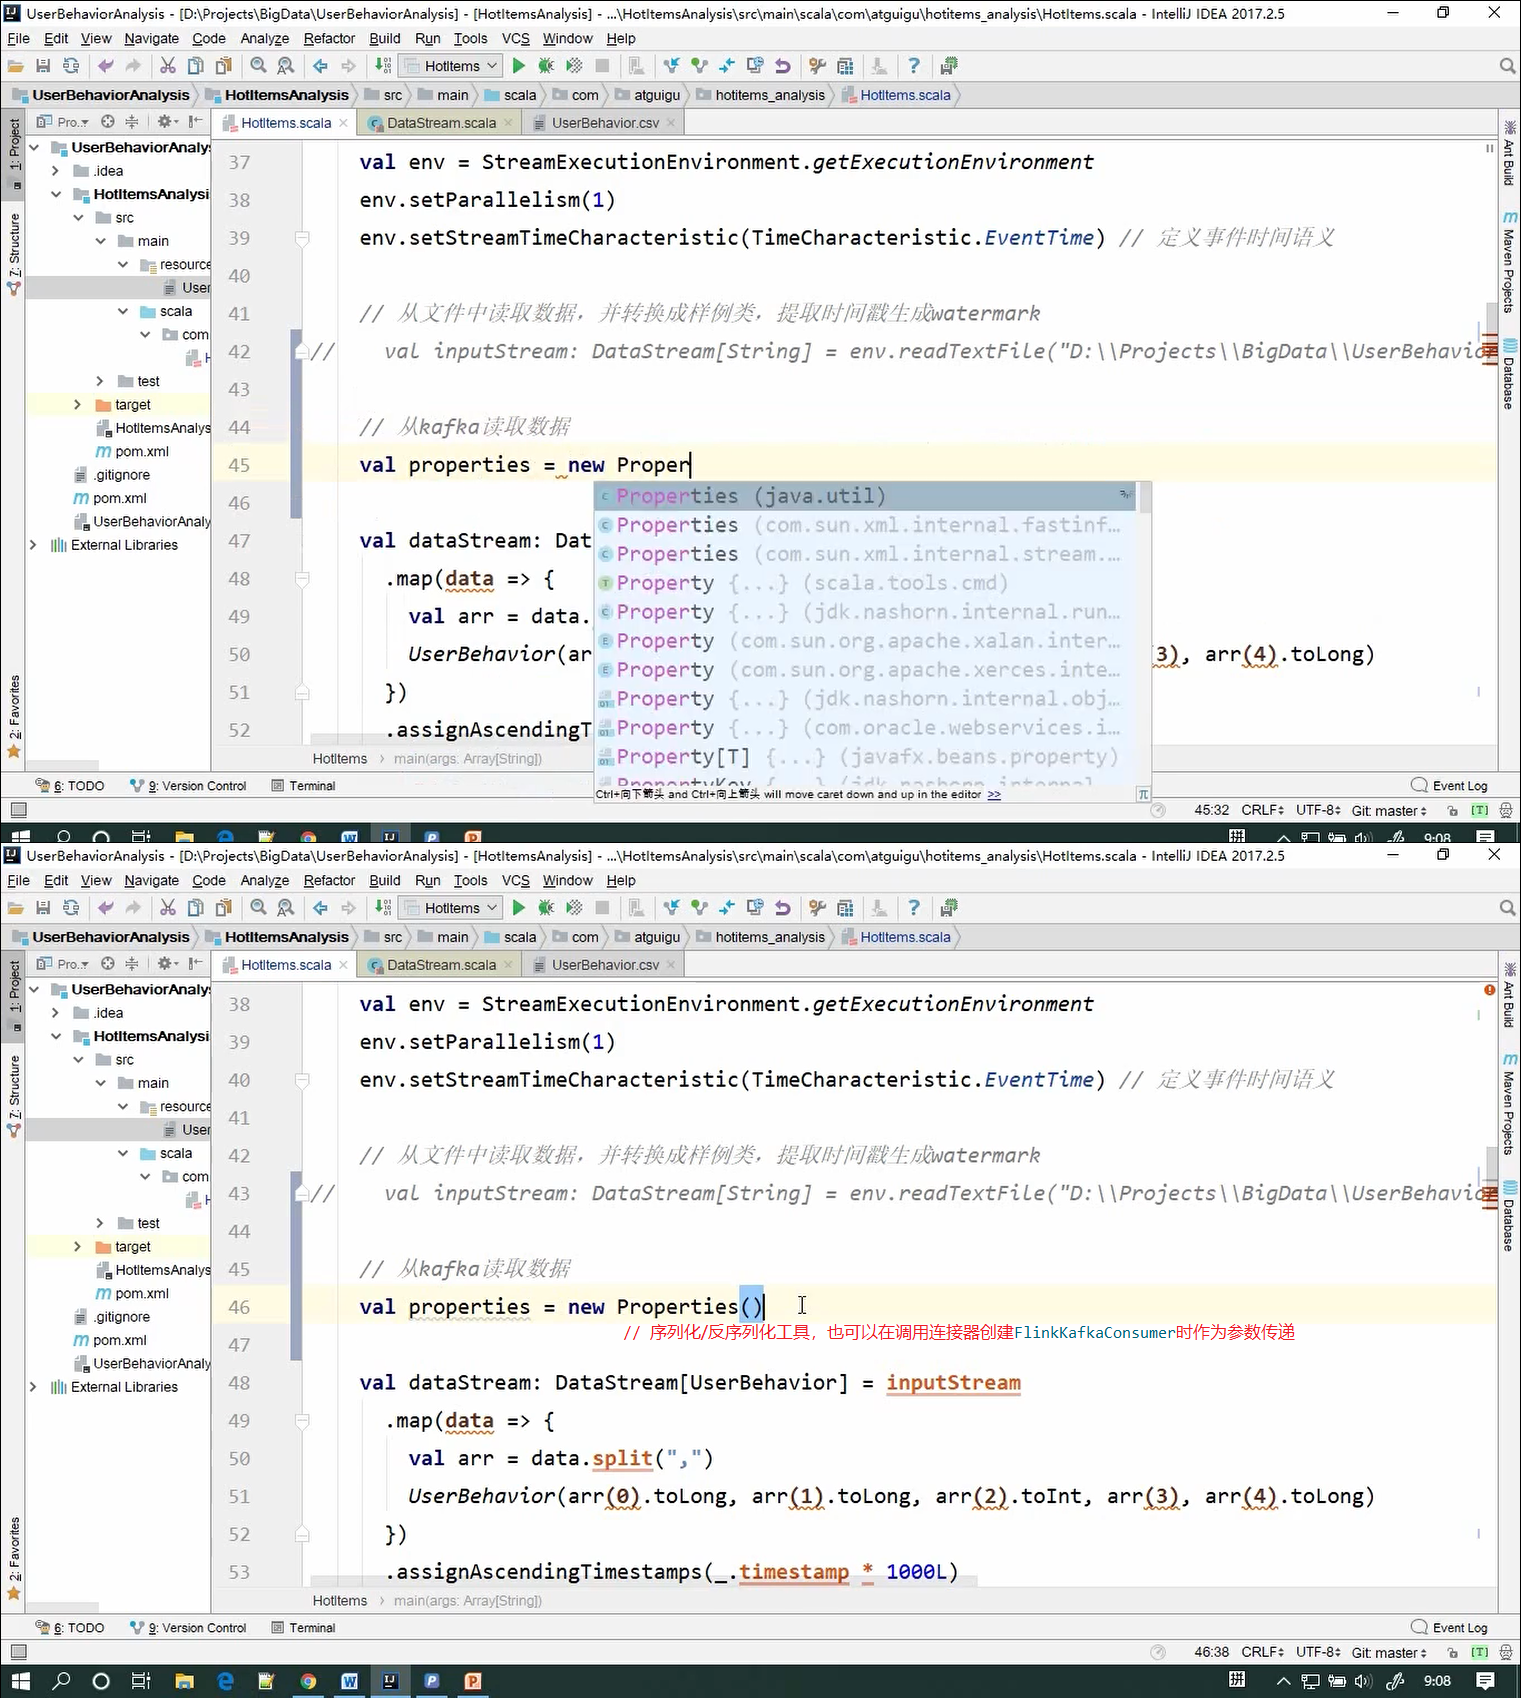 UserBehaviorAnalysis - [D:\Projects\BigData\UserBehaviorAnalysis] - [HotItemsAnalysis] - ...\HotItemsAnalysis\src\main\scala\com\atguigu\hotitems_analysis\HotItems.scala - IntelliJ IDEA 2017.2.5
File Edit View Navigate Code Analyze Refactor Build Run Tools VCS Window Help
HotItems
UserBehaviorAnalysis HotItemsAnalysis src main scala com atguigu hotitems_analysis HotItems.scala
Pro.. HotItems.scala DataStream.scala UserBehavior.csv
1: Project
7: Structure
2: Favorites
UserBehaviorAnaly
.idea
HotItemsAnalysi
src
main
resource
User
scala
com
test
target
HotItemsAnalys
pom.xml
.gitignore
pom.xml
UserBehaviorAnaly
External Libraries
37 val env = StreamExecutionEnvironment.getExecutionEnvironment
38 env.setParallelism(1)
39 env.setStreamTimeCharacteristic(TimeCharacteristic.EventTime) // 定义事件时间语义
40
41 // 从文件中读取数据，并转换成样例类，提取时间戳生成watermark
42 // val inputStream: DataStream[String] = env.readTextFile("D:\\Projects\\BigData\\UserBehavior
43
44 // 从kafka读取数据
45 val properties = new Proper
46
47 val dataStream: Dat
48 .map(data => {
49 val arr = data.
50 UserBehavior(ar 3), arr(4).toLong)
51 })
52 .assignAscendingT
Properties (java.util)
Properties (com.sun.xml.internal.fastinf...
Properties (com.sun.xml.internal.stream....
Property {...} (scala.tools.cmd)
Property {...} (jdk.nashorn.internal.run...
Property (com.sun.org.apache.xalan.inter...
Property (com.sun.org.apache.xerces.inte...
Property {...} (jdk.nashorn.internal.obj...
Property {...} (com.oracle.webservices.i...
Property[T] {...} (javafx.beans.property)
PropertyKey {...} (jdk.nashorn.internal
Ctrl+向下箭头 and Ctrl+向上箭头 will move caret down and up in the editor >>
Ant Build
Maven Projects
Database
HotItems main(args: Array[String])
6: TODO 9: Version Control Terminal Event Log
45:32 CRLF UTF-8 Git: master
9:08
UserBehaviorAnalysis - [D:\Projects\BigData\UserBehaviorAnalysis] - [HotItemsAnalysis] - ...\HotItemsAnalysis\src\main\scala\com\atguigu\hotitems_analysis\HotItems.scala - IntelliJ IDEA 2017.2.5
File Edit View Navigate Code Analyze Refactor Build Run Tools VCS Window Help
HotItems
UserBehaviorAnalysis HotItemsAnalysis src main scala com atguigu hotitems_analysis HotItems.scala
Pro.. HotItems.scala DataStream.scala UserBehavior.csv
1: Project
7: Structure
2: Favorites
UserBehaviorAnaly
.idea
HotItemsAnalysi
src
main
resource
User
scala
com
test
target
HotItemsAnalys
pom.xml
.gitignore
pom.xml
UserBehaviorAnaly
External Libraries
38 val env = StreamExecutionEnvironment.getExecutionEnvironment
39 env.setParallelism(1)
40 env.setStreamTimeCharacteristic(TimeCharacteristic.EventTime) // 定义事件时间语义
41
42 // 从文件中读取数据，并转换成样例类，提取时间戳生成watermark
43 // val inputStream: DataStream[String] = env.readTextFile("D:\\Projects\\BigData\\UserBehavior
44
45 // 从kafka读取数据
46 val properties = new Properties()
// 序列化/反序列化工具，也可以在调用连接器创建FlinkKafkaConsumer时作为参数传递
47
48 val dataStream: DataStream[UserBehavior] = inputStream
49 .map(data => {
50 val arr = data.split(",")
51 UserBehavior(arr(0).toLong, arr(1).toLong, arr(2).toInt, arr(3), arr(4).toLong)
52 })
53 .assignAscendingTimestamps(_.timestamp * 1000L)
Ant Build
Maven Projects
Database
HotItems main(args: Array[String])
6: TODO 9: Version Control Terminal Event Log
46:38 CRLF UTF-8 Git: master
拼 9:08